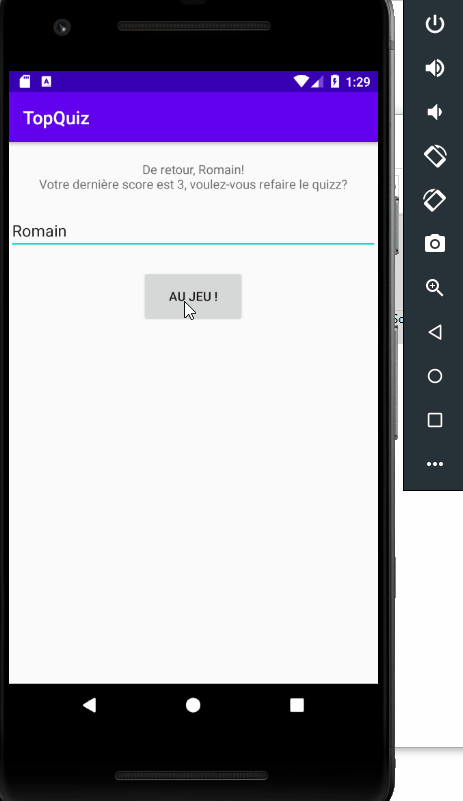 1:29
TopQuiz
De retour, Romain!
Votre dernière score est 3, voulez-vous refaire le quizz?
Romain
AU JEU !